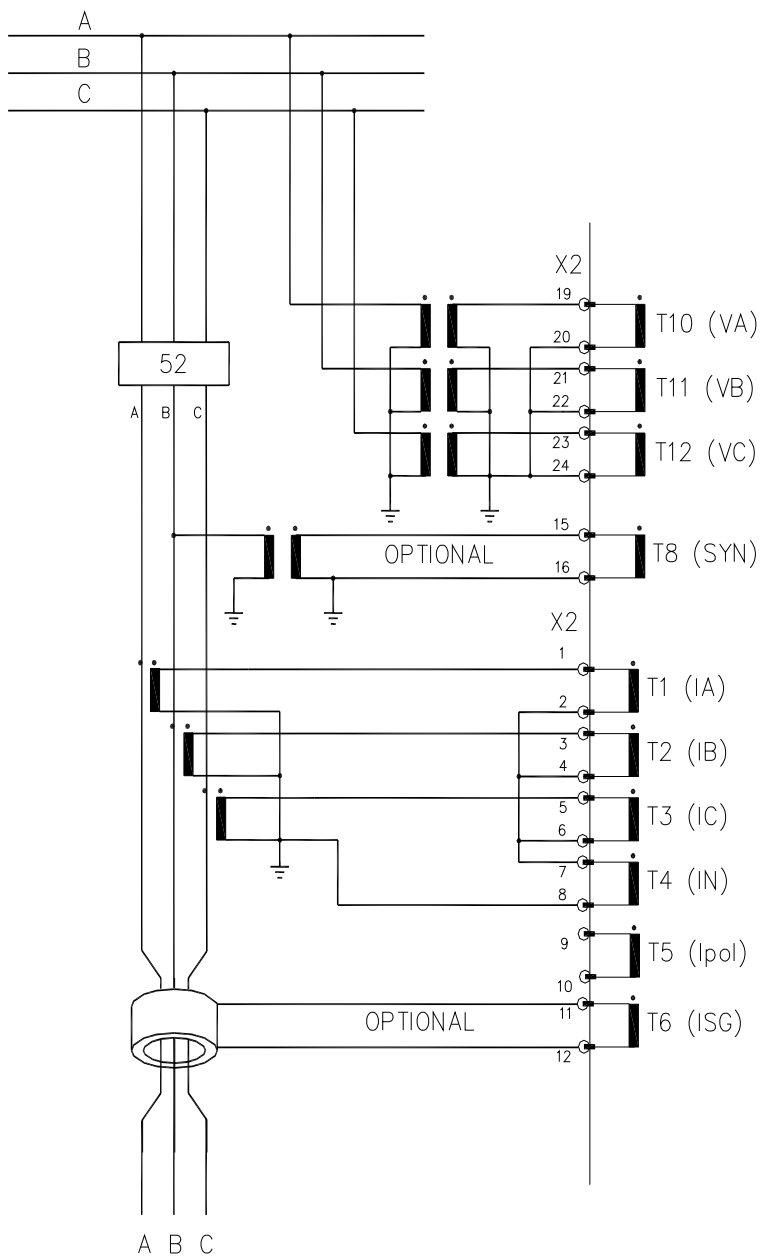 A
B
C
X2
19
T10 (VA)
20
52
21
T11 (VB)
22
A B C
23
T12 (VC)
24
15
OPTIONAL
T8 (SYN)
16
X2
1
T1 (IA)
2
3
T2 (IB)
4
5
T3 (IC)
6
7
T4 (IN)
8
9
T5 (Ipol)
10
11
OPTIONAL
T6 (ISG)
12
A B C